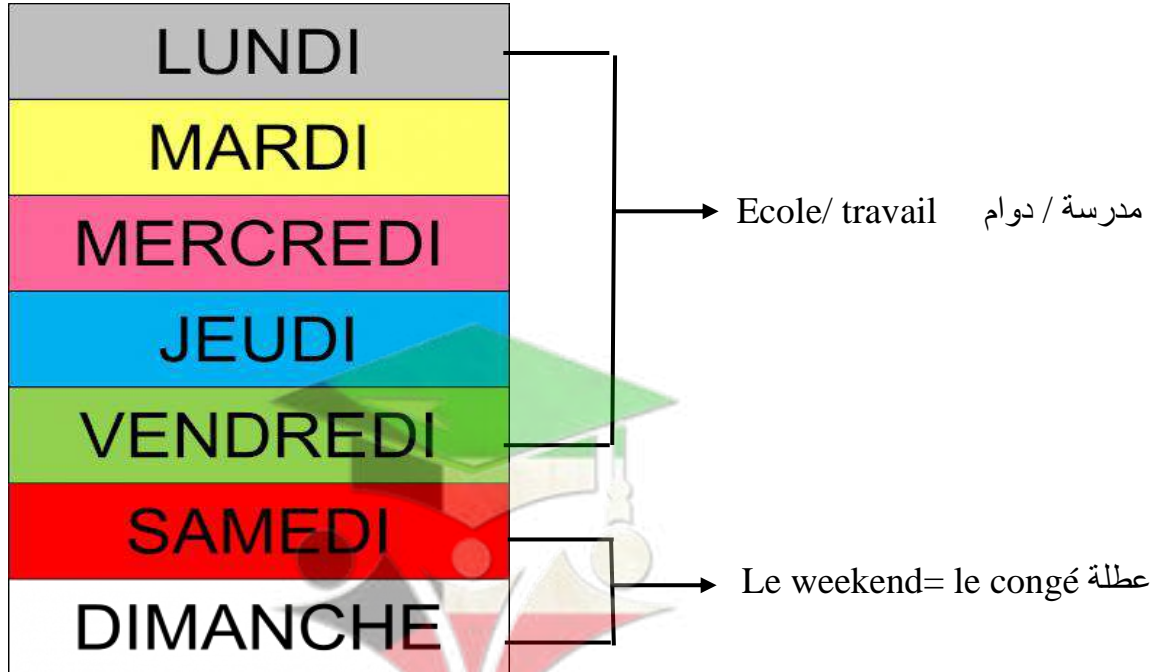 LUNDI
MARDI
MERCREDI
Ecole/ travail مدرسة / دوام
JEUDI
VENDREDI
SAMEDI
Le weekend= le congé عطلة
DIMANCHE